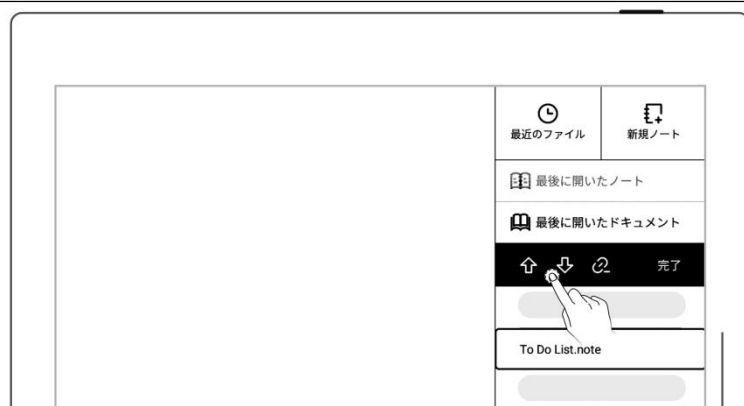 最近のファイル
新規ノート
最後に開いたノート
最後に開いたドキュメント
完了
To Do List.note